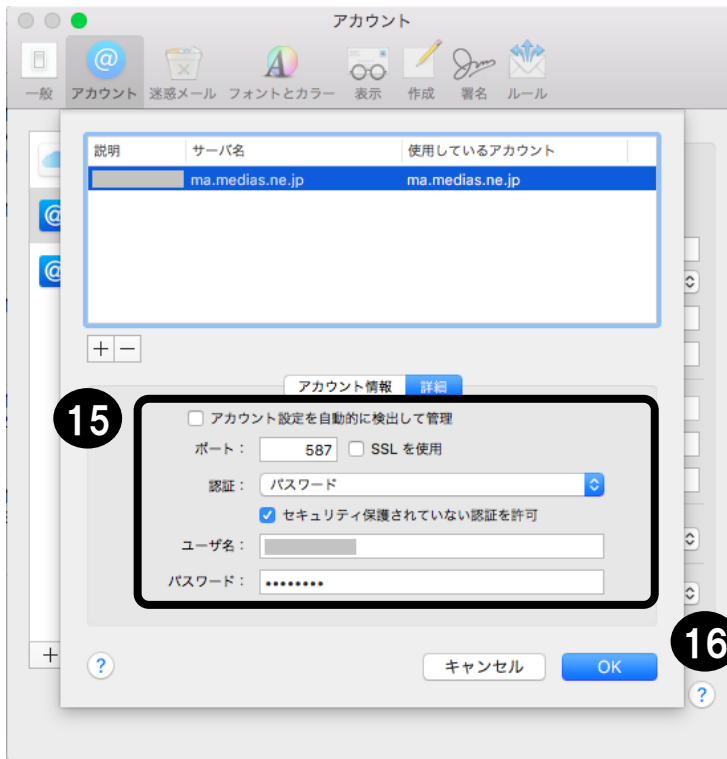 アカウント
一般 アカウント 迷惑メール フォントとカラー 表示 作成 署名 ルール
説明 サーバ名 使用しているアカウント
ma.medias.ne.jp ma.medias.ne.jp
アカウント情報 詳細
15
アカウント設定を自動的に検出して管理
ポート： 587 SSL を使用
認証： パスワード
セキュリティ保護されていない認証を許可
ユーザ名：
パスワード： ••••••••
16
? キャンセル OK
?